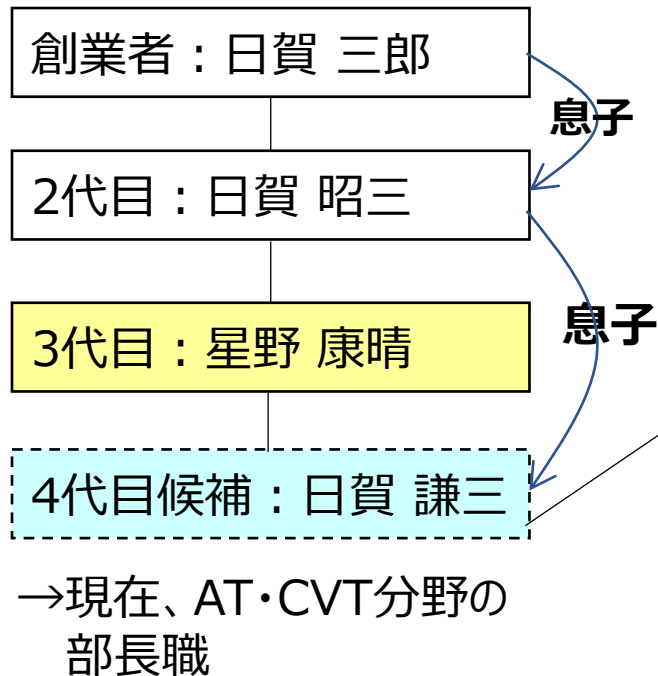 創業者：日賀 三郎
息子
2代目：日賀 昭三
息子
3代目：星野 康晴
4代目候補：日賀 謙三
→現在、AT・CVT分野の
部長職